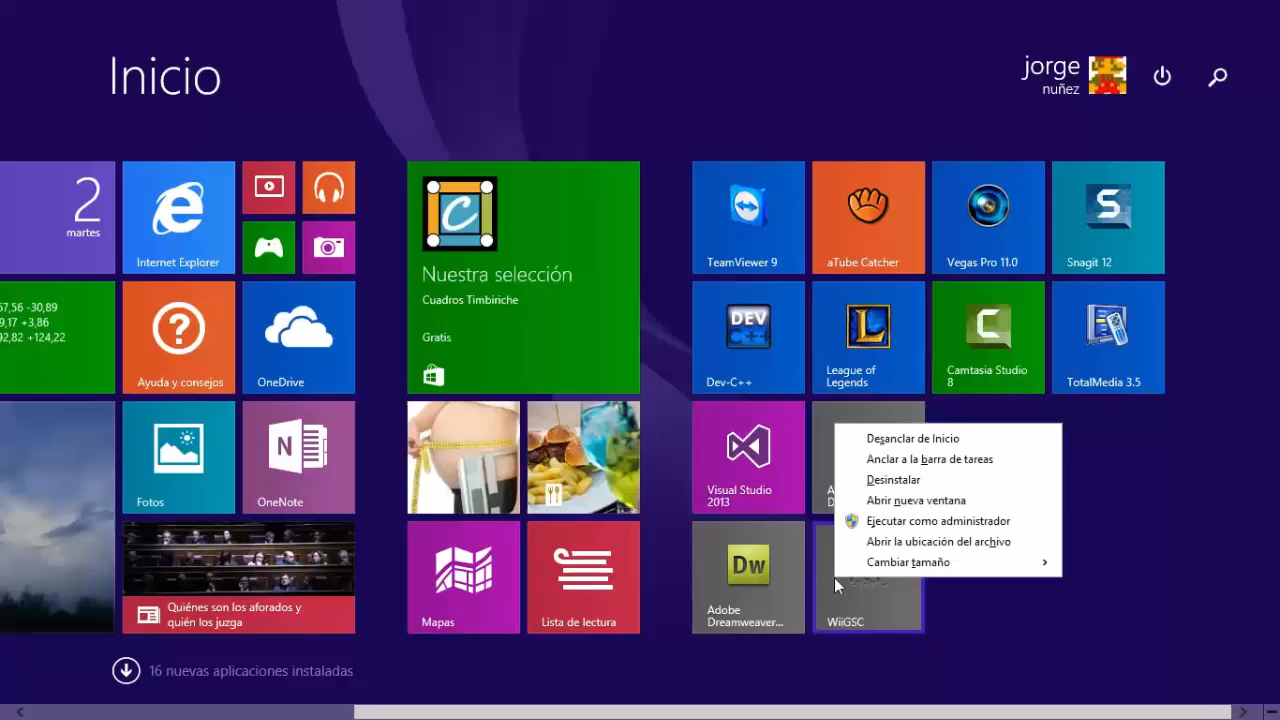 Inicio
jorge
nuñez
2
martes
Internet Explorer
67,56 -30,89
9,17 +3,86
92,82 +124,22
Ayuda y consejos
OneDrive
Fotos
N
OneNote
Quiénes son los aforados y
quién los juzga
C
Nuestra selección
Cuadros Timbiriche
Gratis
Mapas
Lista de lectura
TeamViewer 9
aTube Catcher
Vegas Pro 11.0
S
Snagit 12
DEV
C++
Dev-C++
L
League of
Legends
C
Camtasia Studio
8
TotalMedia 3.5
Visual Studio
2013
A
D
Dw
Adobe
Dreamweaver...
WiiGSC
Desanclar de Inicio
Anclar a la barra de tareas
Desinstalar
Abrir nueva ventana
Ejecutar como administrador
Abrir la ubicación del archivo
Cambiar tamaño
16 nuevas aplicaciones instaladas